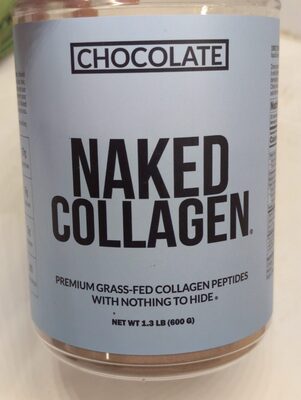 CHOCOLATE
NAKED
COLLAGEN®
PREMIUM GRASS-FED COLLAGEN PEPTIDES
WITH NOTHING TO HIDE®
NET WT 1.3 LB (600 G)